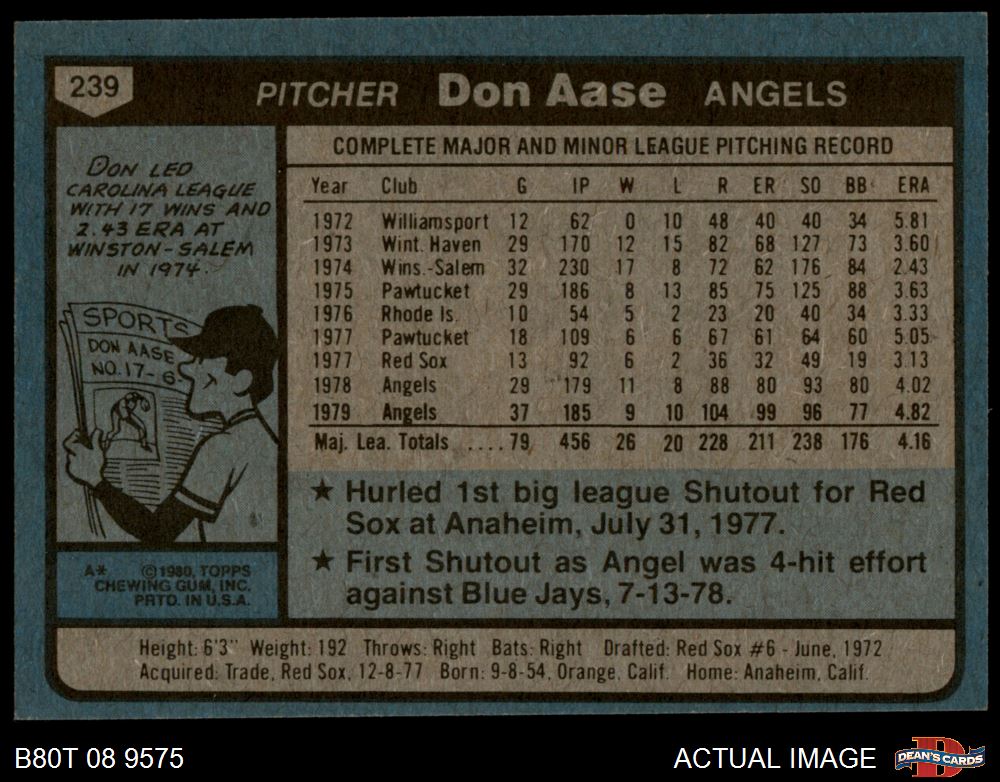 239
PITCHER Don Aase ANGELS
DON LED
CAROLINA LEAGUE
WITH 17 WINS AND
2.43 ERA AT
WINSTON-SALEM
IN 1974.
SPORTS
DON AASE
NO. 17-6-
A* ©1980, TOPPS
CHEWING GUM, INC.
PRTD. IN U.S.A.
COMPLETE MAJOR AND MINOR LEAGUE PITCHING RECORD
Year Club G IP W L R ER SO BB ERA
1972 Williamsport 12 62 0 10 48 40 40 34 5.81
1973 Wint. Haven 29 170 12 15 82 68 127 73 3.60
1974 Wins.-Salem 32 230 17 8 72 62 176 84 2.43
1975 Pawtucket 29 186 8 13 85 75 125 88 3.63
1976 Rhode Is. 10 54 5 2 23 20 40 34 3.33
1977 Pawtucket 18 109 6 6 67 61 64 60 5.05
1977 Red Sox 13 92 6 2 36 32 49 19 3.13
1978 Angels 29 179 11 8 88 80 93 80 4.02
1979 Angels 37 185 9 10 104 99 96 77 4.82
Maj. Lea. Totals ....79 456 26 20 228 211 238 176 4.16
★ Hurled 1st big league Shutout for Red
Sox at Anaheim, July 31, 1977.
★ First Shutout as Angel was 4-hit effort
against Blue Jays, 7-13-78.
Height: 6'3" Weight: 192 Throws: Right Bats: Right Drafted: Red Sox #6 - June, 1972
Acquired: Trade, Red Sox, 12-8-77 Born: 9-8-54, Orange, Calif. Home: Anaheim, Calif.
B80T 08 9575
ACTUAL IMAGE
D
DEAN'S CARDS